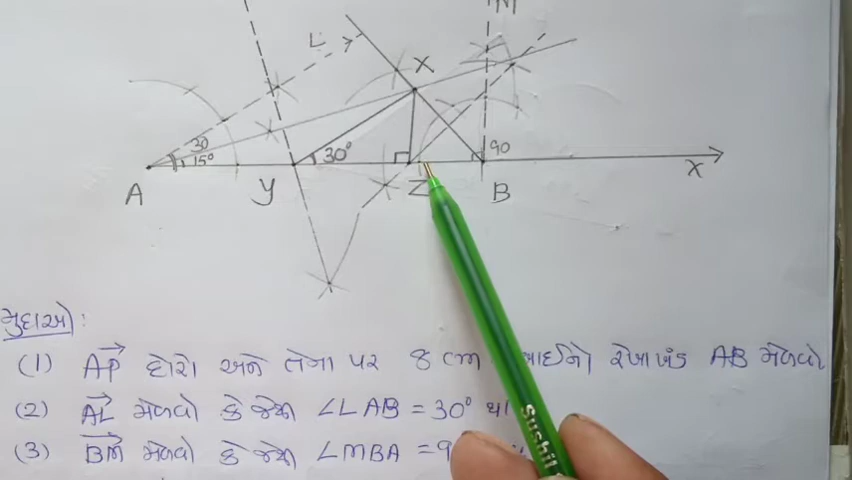 M
L
X
30
15°
30°
90
A
Y
Z
B
x
મુદ્દાઓ:
(1) AP દોરો અને તેના પર 8 cm નો રેખાખંડ AB મેળવો
(2) AL મેળવો કે જેથી ∠LAB = 30° થા
(3) BM મેળવો કે જેથી ∠MBA = 9
Sushil